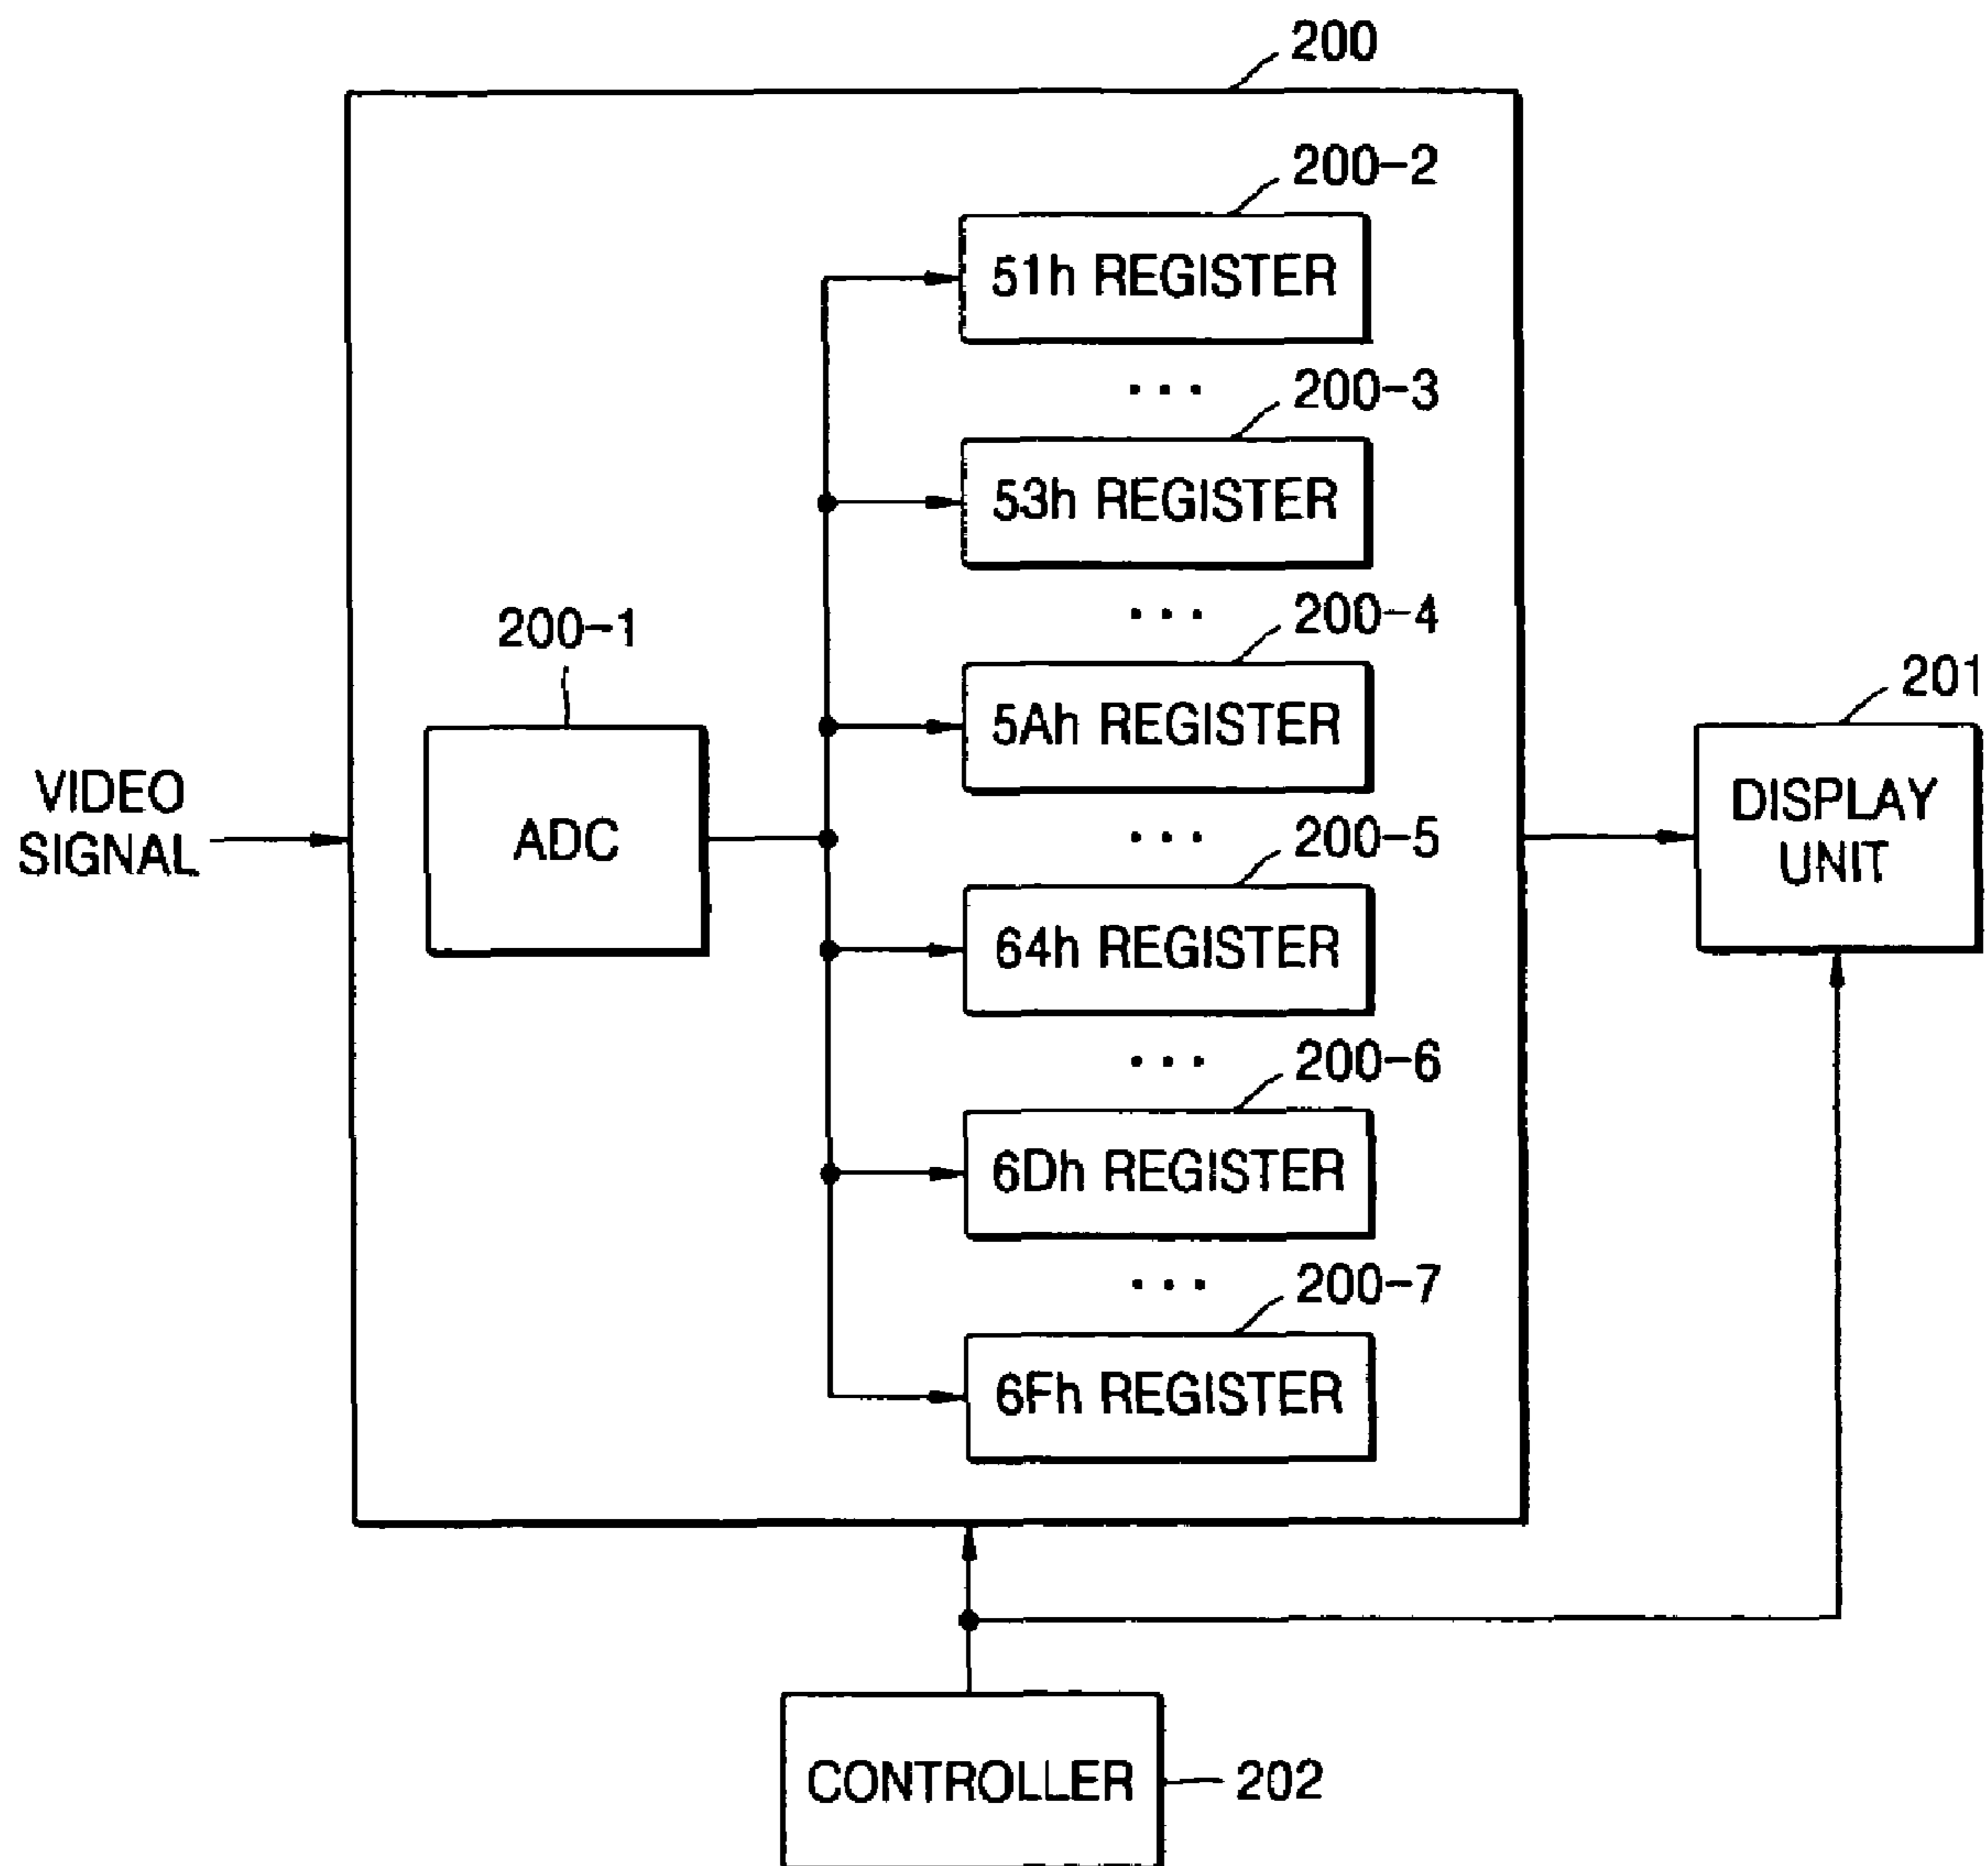 200
200-2
51h REGISTER
... 200-3
53h REGISTER
... 200-4
200-1
5Ah REGISTER
201
VIDEO
SIGNAL
ADC
... 200-5
DISPLAY
UNIT
64h REGISTER
... 200-6
6Dh REGISTER
... 200-7
6Fh REGISTER
CONTROLLER
202